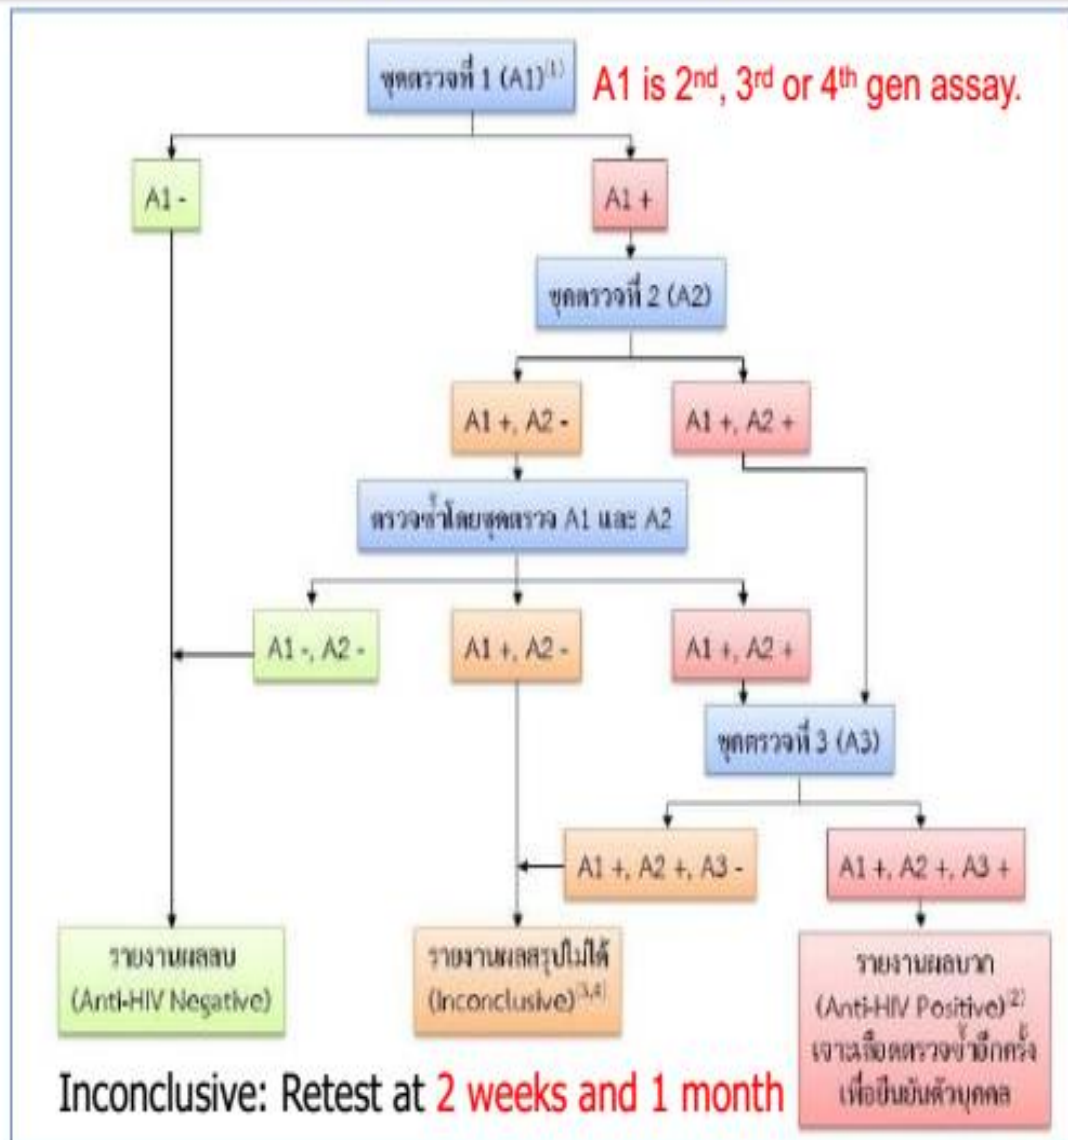 ชุดตรวจที่ 1 (A1)(1)
A1 is 2nd, 3rd or 4th gen assay.
A1 -
A1 +
ชุดตรวจที่ 2 (A2)
A1 +, A2 -
A1 +, A2 +
ตรวจซ้ำโดยชุดตรวจ A1 และ A2
A1 -, A2 -
A1 +, A2 -
A1 +, A2 +
ชุดตรวจที่ 3 (A3)
A1 +, A2 +, A3 -
A1 +, A2 +, A3 +
รายงานผลลบ
(Anti-HIV Negative)
รายงานผลสรุปไม่ได้
(Inconclusive)(3,4)
รายงานผลบวก
(Anti-HIV Positive)(2)
เจาะเลือดตรวจซ้ำอีกครั้ง
เพื่อยืนยันตัวบุคคล
Inconclusive: Retest at 2 weeks and 1 month